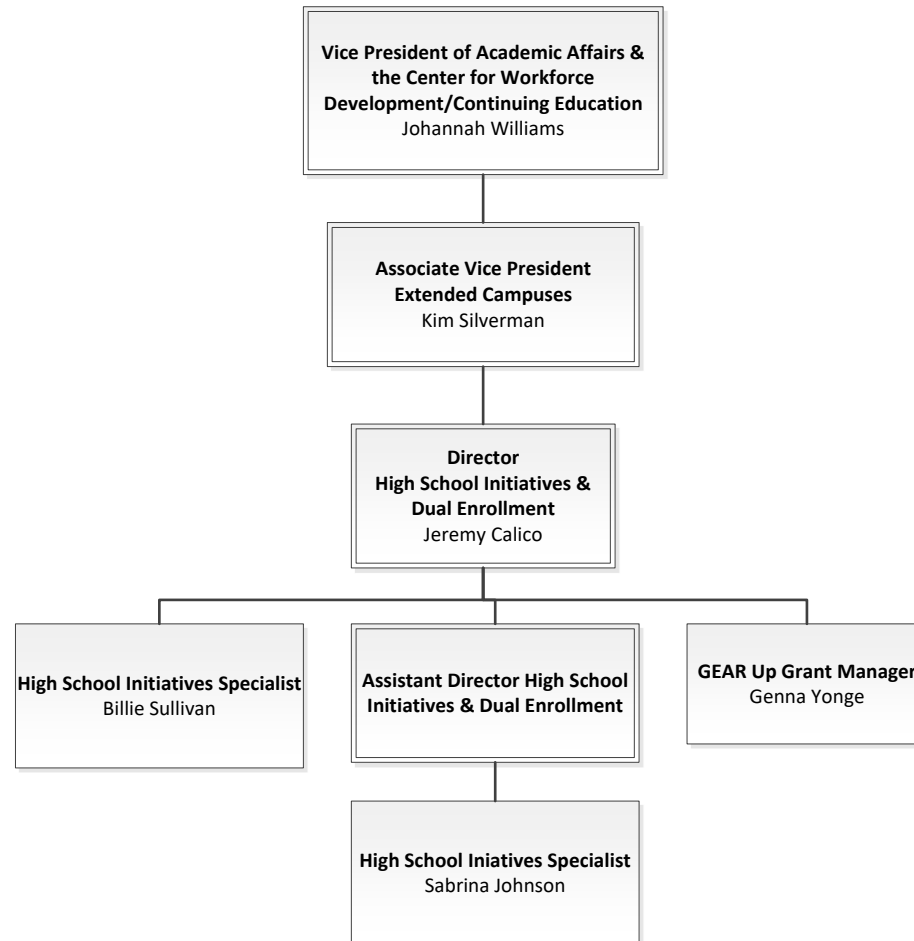 Vice President of Academic Affairs &
the Center for Workforce
Development/Continuing Education
Johannah Williams
Associate Vice President
Extended Campuses
Kim Silverman
Director
High School Initiatives &
Dual Enrollment
Jeremy Calico
High School Initiatives Specialist
Billie Sullivan
Assistant Director High School
Initiatives & Dual Enrollment
GEAR Up Grant Manager
Genna Yonge
High School Iniatives Specialist
Sabrina Johnson